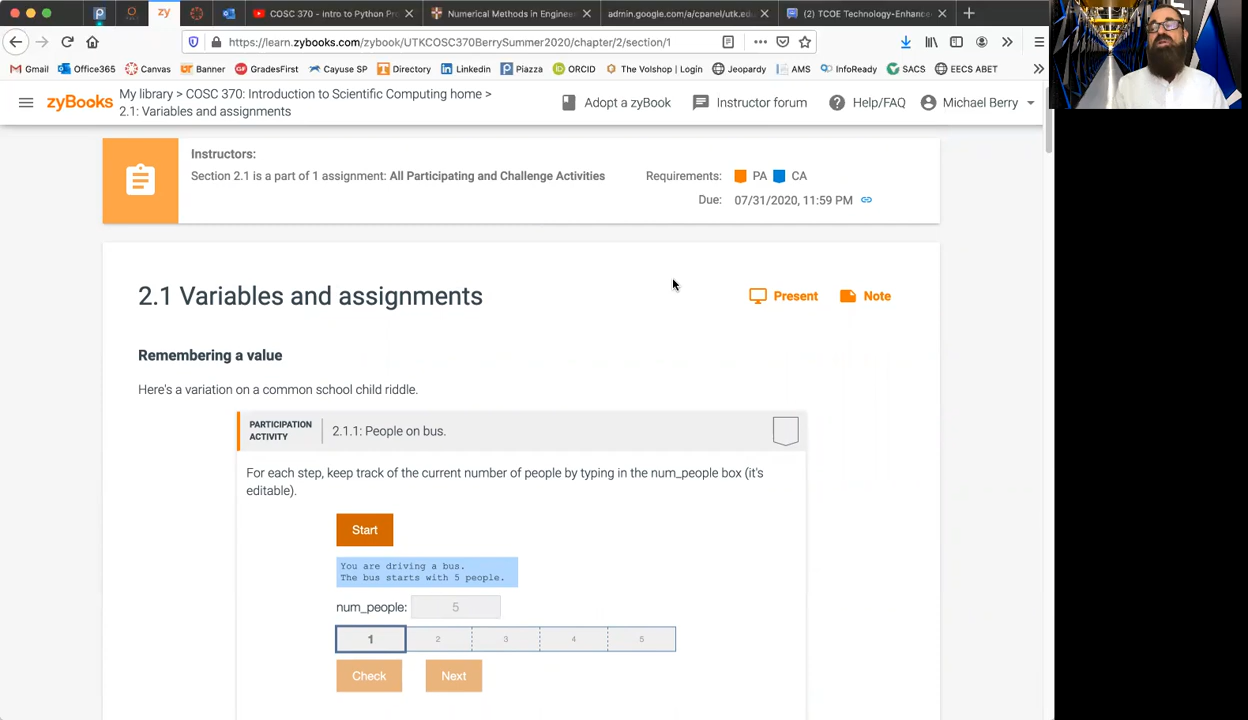 COSC 370 - intro to Python Pr
Numerical Methods in Enginee
admin.google.com/a/cpanel/utk.ed
(1) TCOE Technology-Enhance
https://learn.zybooks.com/zybook/UTKCOSC370BerrySummer2020/chapter/2/section/1
Gmail Office365 Canvas Banner GradesFirst Cayuse SP Directory Linkedin Piazza ORCID The Volshop | Login Jeopardy AMS InfoReady SACS EECS ABET
zyBooks
My library > COSC 370: Introduction to Scientific Computing home >
2.1: Variables and assignments
Adopt a zyBook
Instructor forum
Help/FAQ
Michael Berry
Instructors:
Section 2.1 is a part of 1 assignment: All Participating and Challenge Activities
Requirements: PA CA
Due: 07/31/2020, 11:59 PM
2.1 Variables and assignments
Present
Note
Remembering a value
Here's a variation on a common school child riddle.
PARTICIPATION
ACTIVITY
2.1.1: People on bus.
For each step, keep track of the current number of people by typing in the num_people box (it's
editable).
Start
You are driving a bus.
The bus starts with 5 people.
num_people: 5
1 2 3 4 5
Check Next